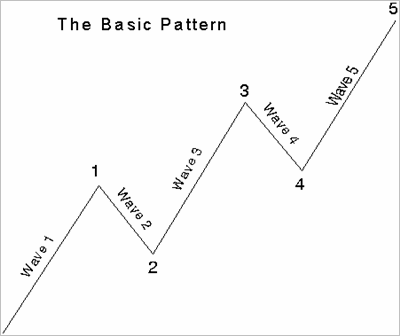 The Basic Pattern
5
Wave 5
3
Wave 4
Wave 3
4
1
Wave 2
2
Wave 1